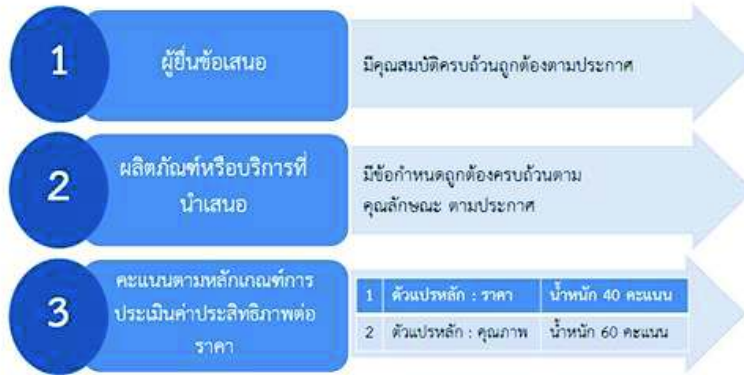 1
ผู้ยื่นข้อเสนอ
มีคุณสมบัติครบถ้วนถูกต้องตามประกาศ
2
ผลิตภัณฑ์หรือบริการที่
นำเสนอ
มีข้อกำหนดถูกต้องครบถ้วนตาม
คุณลักษณะ ตามประกาศ
3
คะแนนตามหลักเกณฑ์การ
ประเมินค่าประสิทธิภาพต่อ
ราคา
1 ตัวแปรหลัก : ราคา น้ำหนัก 40 คะแนน
2 ตัวแปรหลัก : คุณภาพ น้ำหนัก 60 คะแนน